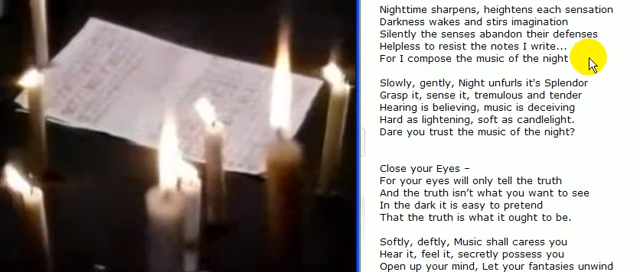 Nighttime sharpens, heightens each sensation
Darkness wakes and stirs imagination
Silently the senses abandon their defenses
Helpless to resist the notes I write...
For I compose the music of the night
Slowly, gently, Night unfurls it's Splendor
Grasp it, sense it, tremulous and tender
Hearing is believing, music is deceiving
Hard as lightening, soft as candlelight.
Dare you trust the music of the night?
Close your Eyes –
For your eyes will only tell the truth
And the truth isn't what you want to see
In the dark it is easy to pretend
That the truth is what it ought to be.
Softly, deftly, Music shall caress you
Hear it, feel it, secretly possess you
Open up your mind, Let your fantasies unwind